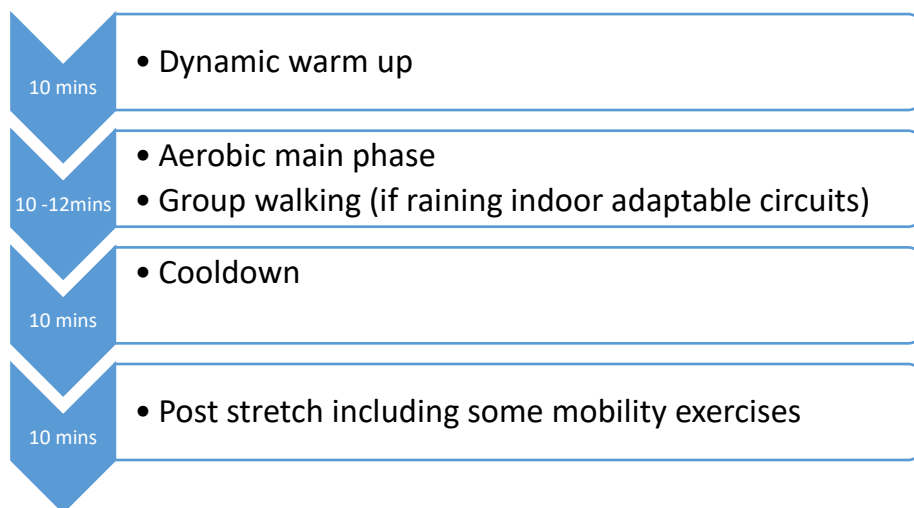 10 mins
• Dynamic warm up
10 -12mins
• Aerobic main phase
• Group walking (if raining indoor adaptable circuits)
10 mins
• Cooldown
10 mins
• Post stretch including some mobility exercises